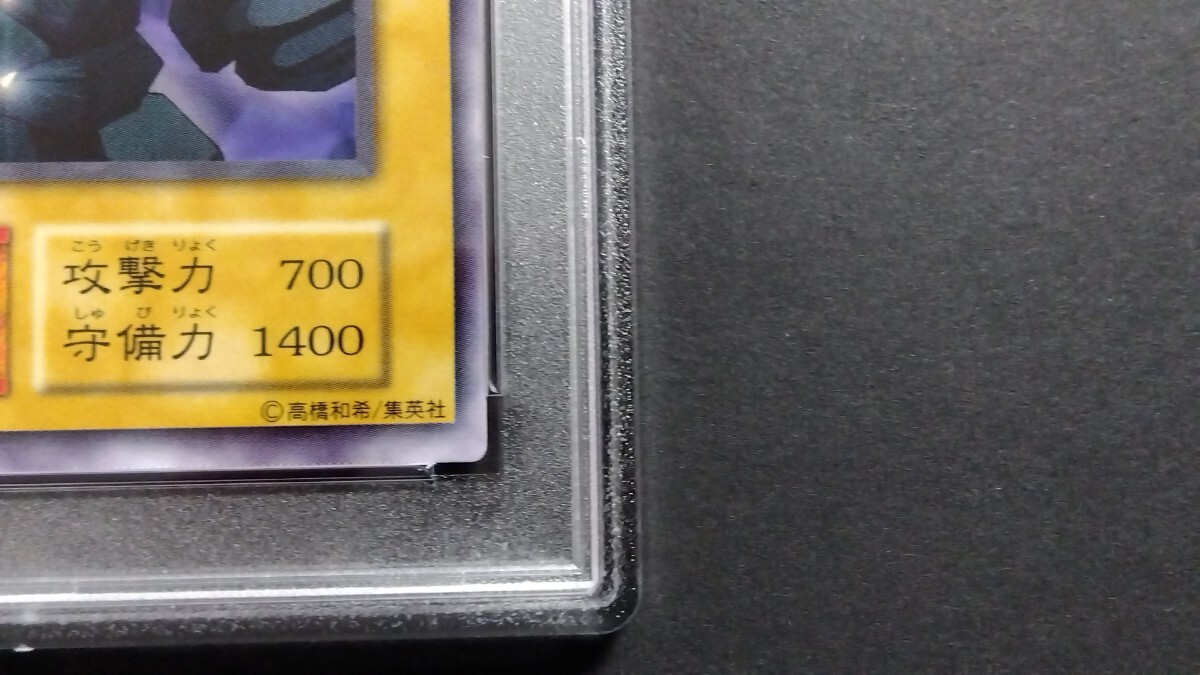 こう げき りょく
攻撃力 700
しゅ び りょく
守備力 1400
©高橋和希/集英社